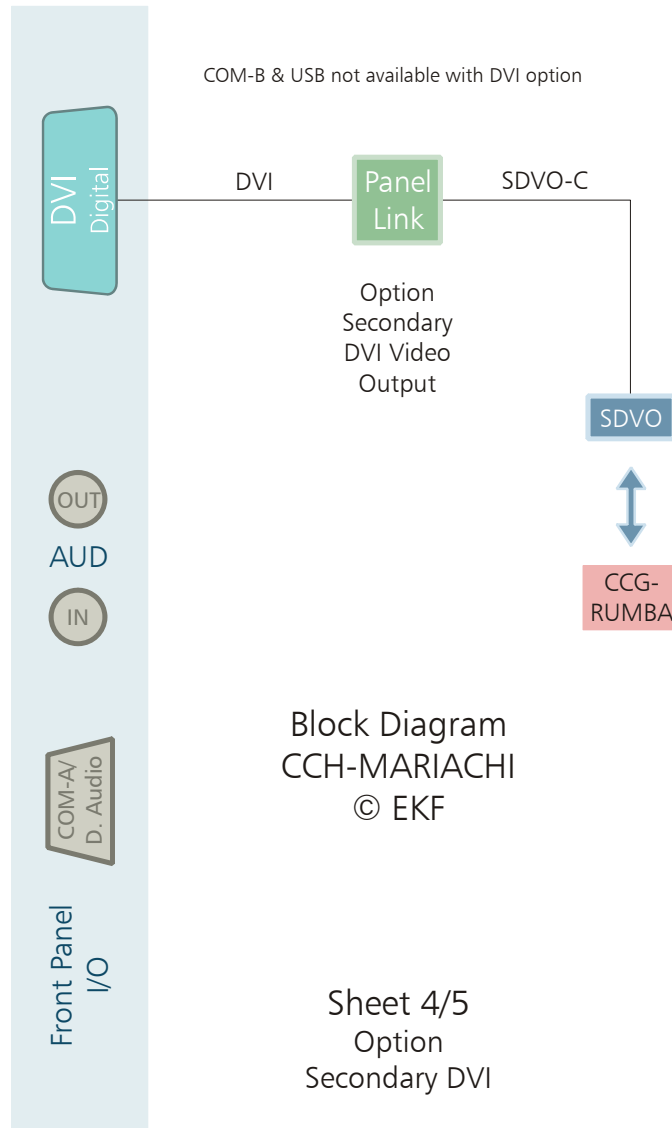 COM-B & USB not available with DVI option
DVI
Digital
DVI
Panel
Link
SDVO-C
Option
Secondary
DVI Video
Output
SDVO
OUT
AUD
IN
CCG-
RUMBA
Block Diagram
CCH-MARIACHI
© EKF
COM-A/
D. Audio
Front Panel
I/O
Sheet 4/5
Option
Secondary DVI